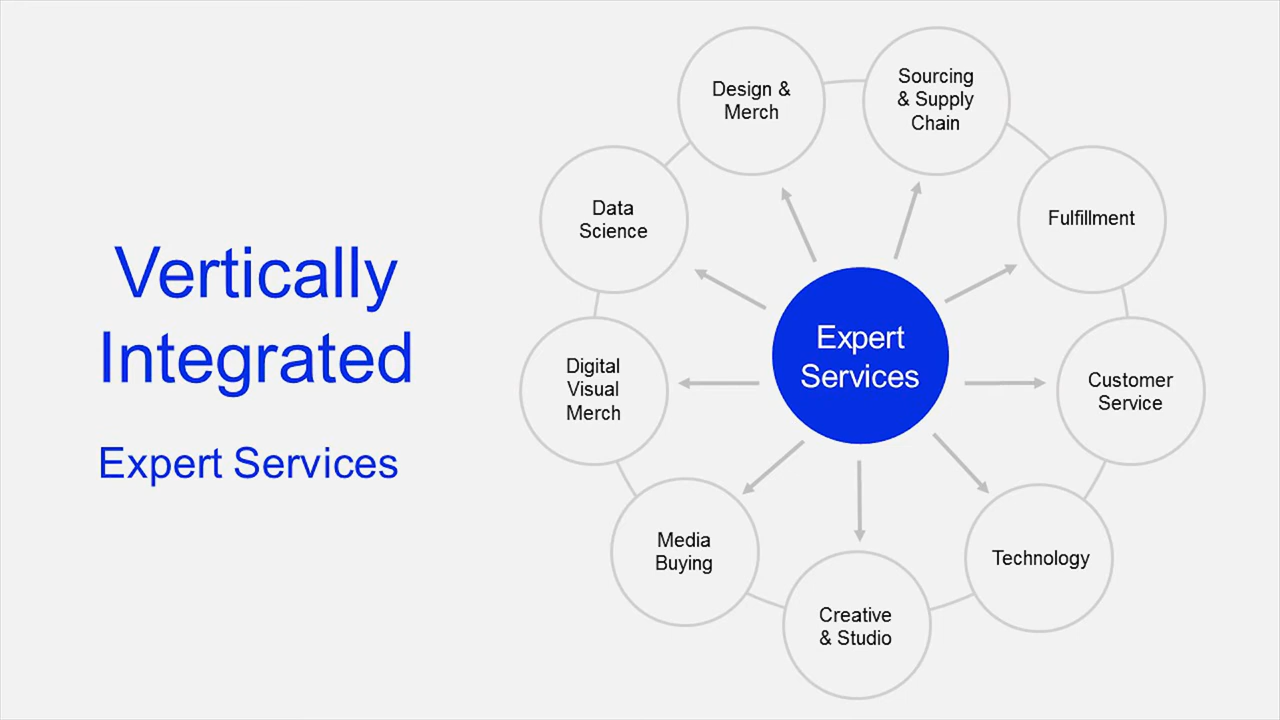 Vertically
Integrated
Expert Services
Design &
Merch
Sourcing
& Supply
Chain
Fulfillment
Customer
Service
Technology
Creative
& Studio
Media
Buying
Digital
Visual
Merch
Data
Science
Expert
Services